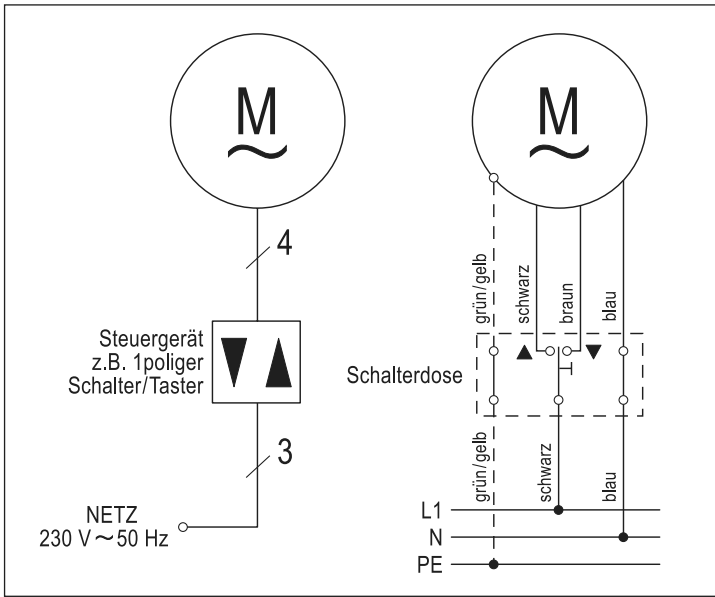 M
~
4
Steuergerät
z.B. 1poliger
Schalter/Taster
3
NETZ
230 V ~ 50 Hz
M
~
grün/gelb
schwarz
braun
blau
Schalterdose
grün/gelb
schwarz
blau
L1
N
PE